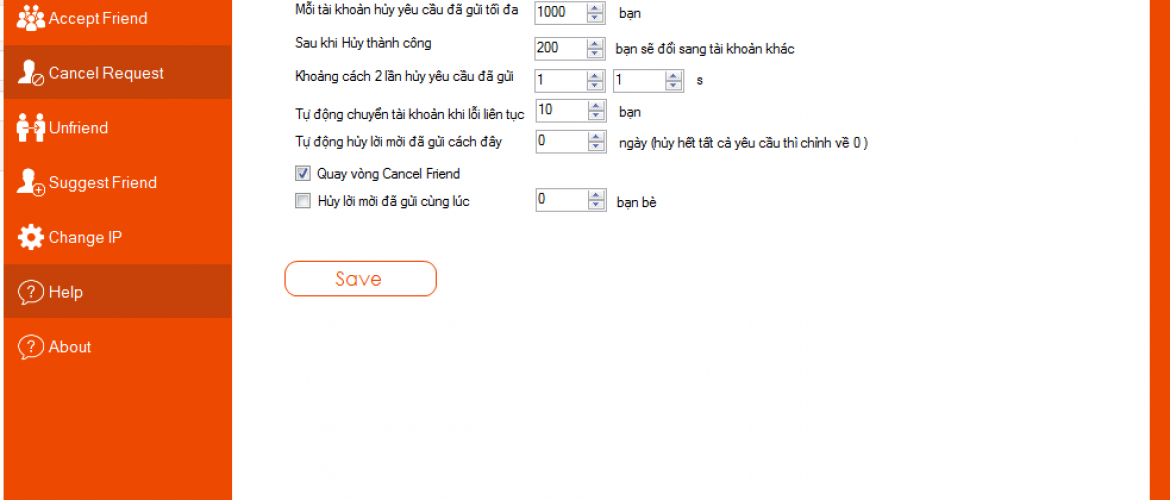 Accept Friend
Cancel Request
Unfriend
Suggest Friend
Change IP
Help
About
Mỗi tài khoản hủy yêu cầu đã gửi tối đa 1000 bạn
Sau khi Hủy thành công 200 bạn sẽ đổi sang tài khoản khác
Khoảng cách 2 lần hủy yêu cầu đã gửi 1 1 s
Tự động chuyển tài khoản khi lỗi liên tục 10 bạn
Tự động hủy lời mời đã gửi cách đây 0 ngày (hủy hết tất cả yêu cầu thì chỉnh về 0 )
Quay vòng Cancel Friend
Hủy lời mời đã gửi cùng lúc 0 bạn bè
Save